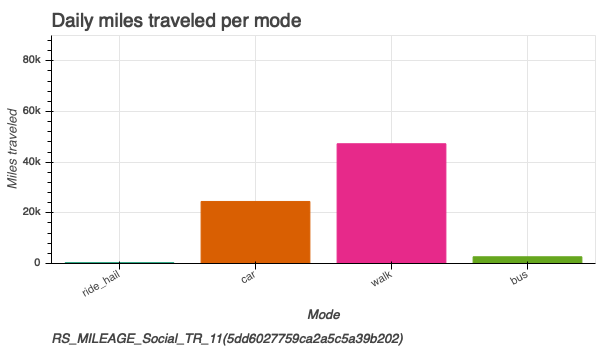 Daily miles traveled per mode
Miles traveled
80k
60k
40k
20k
0
ride_hail
car
walk
bus
Mode
RS_MILEAGE_Social_TR_11(5dd6027759ca2a5c5a39b202)